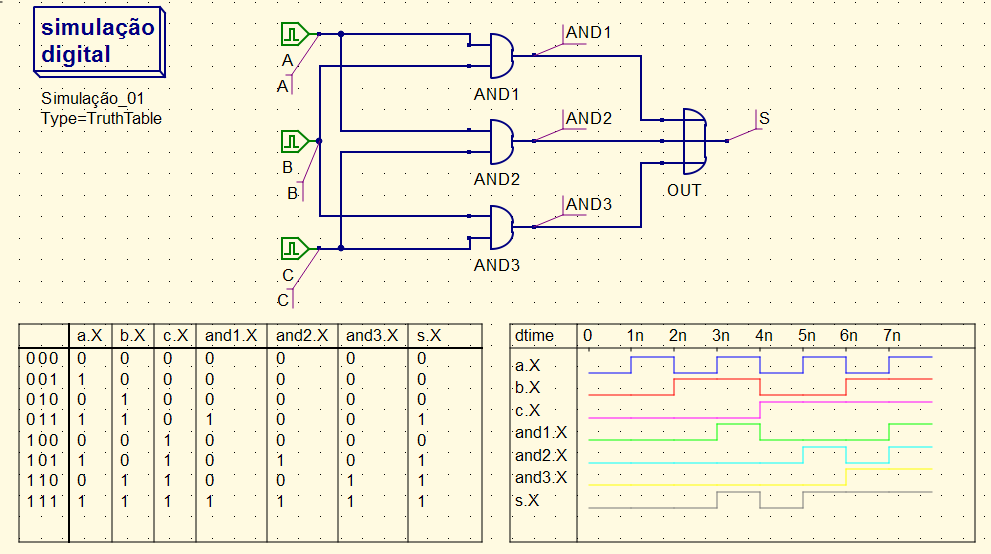 simulação
digital
Simulação_01
Type=TruthTable
A
A
B
B
C
C
AND1
AND1
AND2
AND2
AND3
AND3
S
OUT
a.X b.X c.X and1.X and2.X and3.X s.X
000 0 0 0 0 0 0 0
001 1 0 0 0 0 0 0
010 0 1 0 0 0 0 0
011 1 1 0 1 0 0 1
100 0 0 1 0 0 0 0
101 1 0 1 0 1 0 1
110 0 1 1 0 0 1 1
111 1 1 1 1 1 1 1
dtime 0 1n 2n 3n 4n 5n 6n 7n
a.X
b.X
c.X
and1.X
and2.X
and3.X
s.X